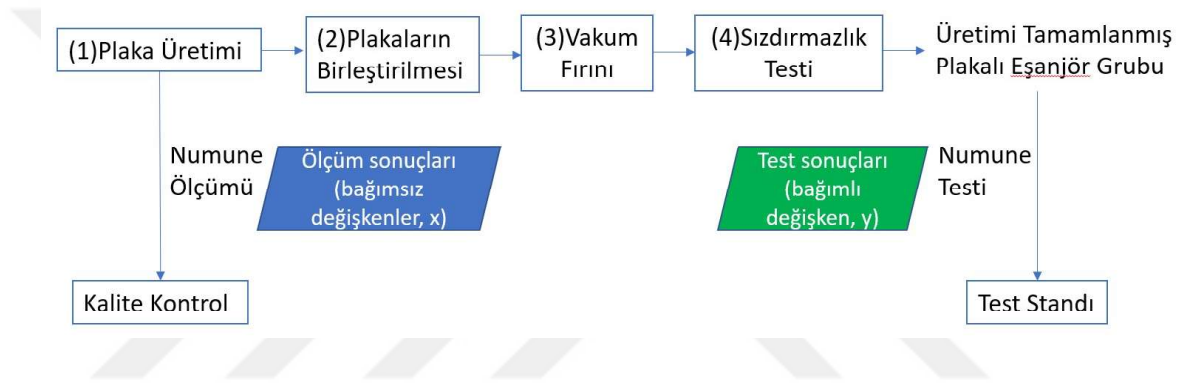 (1)Plaka Üretimi
(2)Plakaların
Birleştirilmesi
(3)Vakum
Fırını
(4)Sızdırmazlık
Testi
Üretimi Tamamlanmış
Plakalı Eşanjör Grubu
Numune
Ölçümü
Ölçüm sonuçları
(bağımsız
değişkenler, x)
Test sonuçları
(bağımlı
değişken, y)
Numune
Testi
Kalite Kontrol
Test Standı